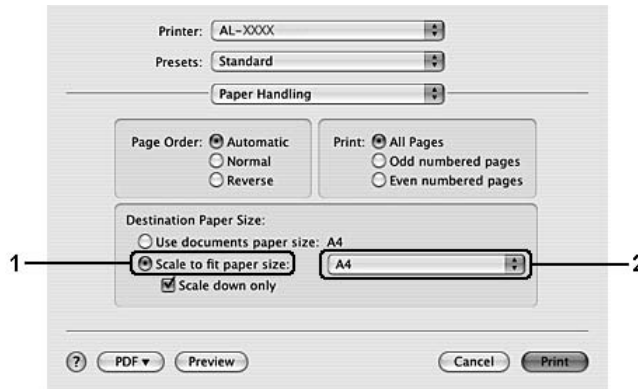 Printer: AL-XXXX
Presets: Standard
Paper Handling
Page Order: Automatic Print: All Pages
Normal Odd numbered pages
Reverse Even numbered pages
Destination Paper Size:
Use documents paper size: A4
1 Scale to fit paper size: A4 2
Scale down only
? PDF ▼ Preview Cancel Print